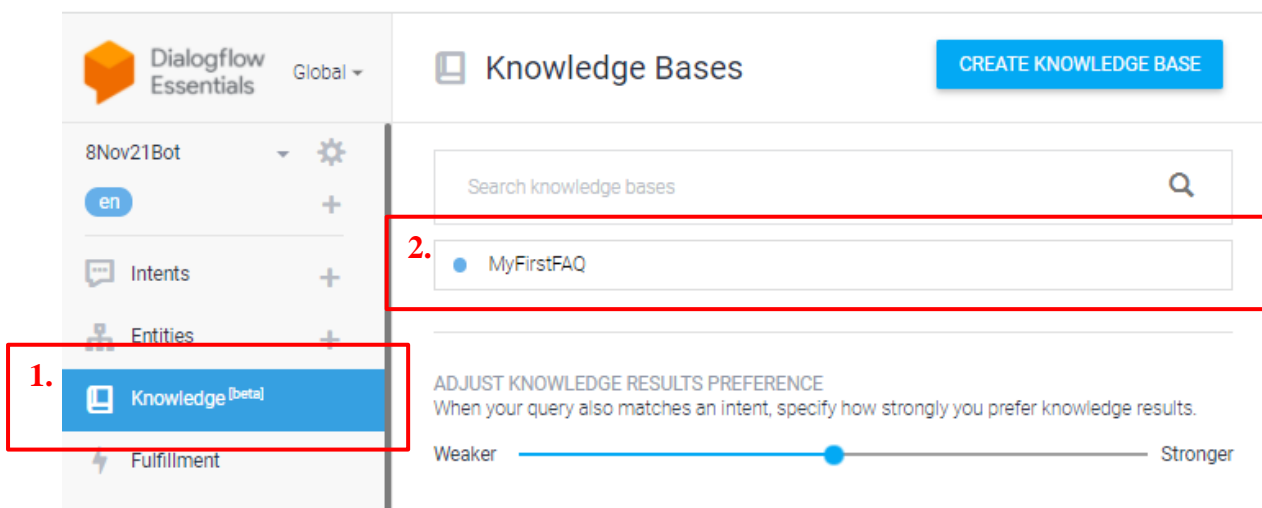 Dialogflow
Essentials
Global
Knowledge Bases
CREATE KNOWLEDGE BASE
8Nov21Bot
en
Search knowledge bases
2.
MyFirstFAQ
Intents
Entities
1.
Knowledge [beta]
Fulfillment
ADJUST KNOWLEDGE RESULTS PREFERENCE
When your query also matches an intent, specify how strongly you prefer knowledge results.
Weaker
Stronger